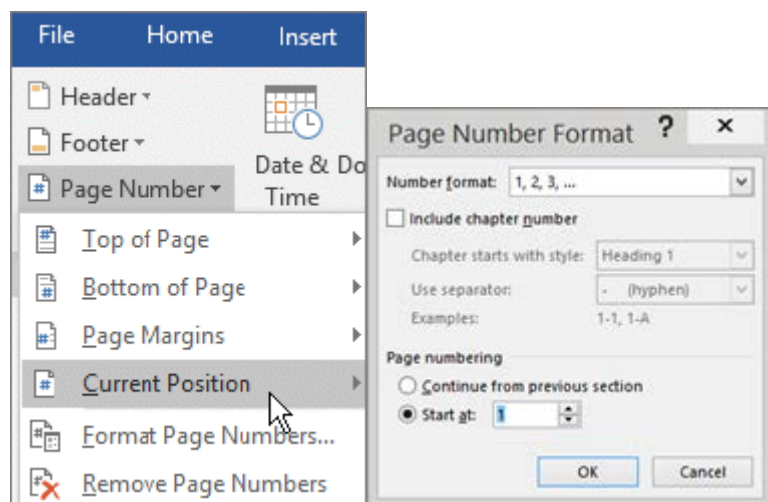 File Home Insert
Header
Footer
Page Number
Date & Do
Time
Top of Page
Bottom of Page
Page Margins
Current Position
Format Page Numbers...
Remove Page Numbers
Page Number Format ? ×
Number format: 1, 2, 3, ...
Include chapter number
Chapter starts with style: Heading 1
Use separator: - (hyphen)
Examples: 1-1, 1-A
Page numbering
Continue from previous section
Start at: 1
OK Cancel